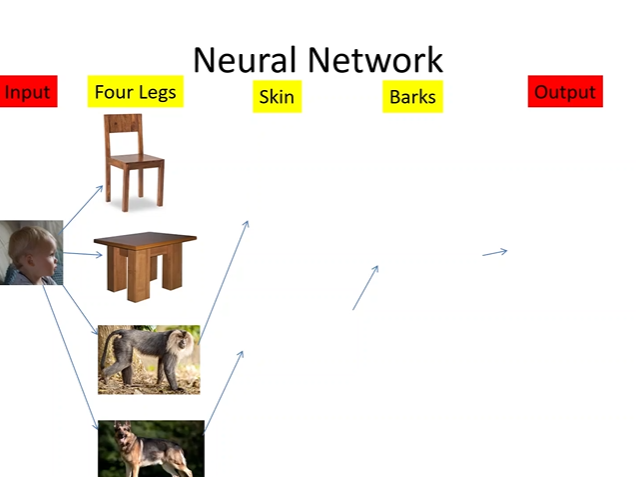 Neural Network
Input
Four Legs
Skin
Barks
Output